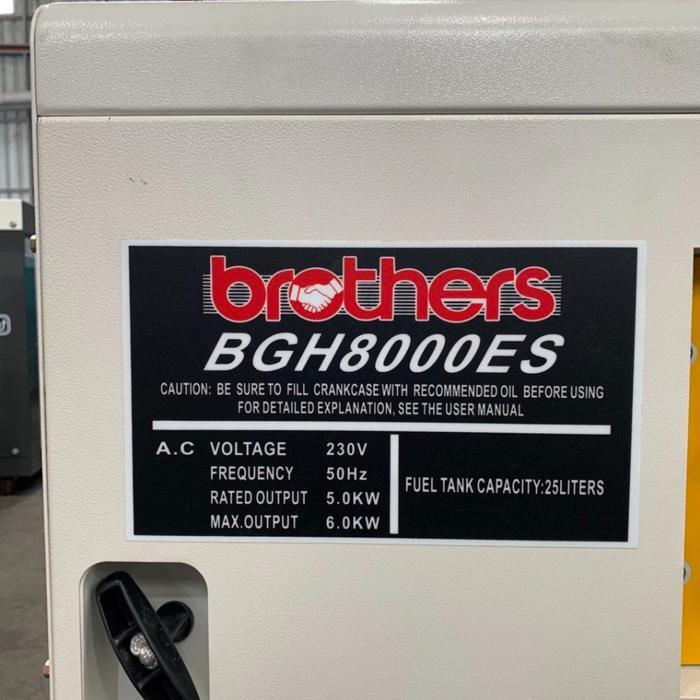 brothers
BGH8000ES
CAUTION: BE SURE TO FILL CRANKCASE WITH RECOMMENDED OIL BEFORE USING
FOR DETAILED EXPLANATION, SEE THE USER MANUAL
A.C VOLTAGE 230V
FREQUENCY 50Hz
RATED OUTPUT 5.0KW
MAX.OUTPUT 6.0KW
FUEL TANK CAPACITY:25LITERS